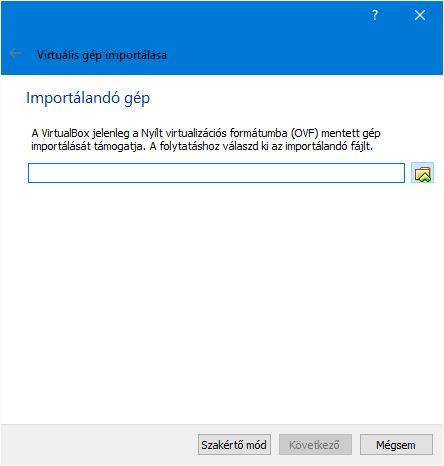 ?
Virtuális gép importálása
Importálandó gép
A VirtualBox jelenleg a Nyílt virtualizációs formátumba (OVF) mentett gép
importálását támogatja. A folytatáshoz válaszd ki az importálandó fájlt.
Szakértő mód
Következő
Mégsem